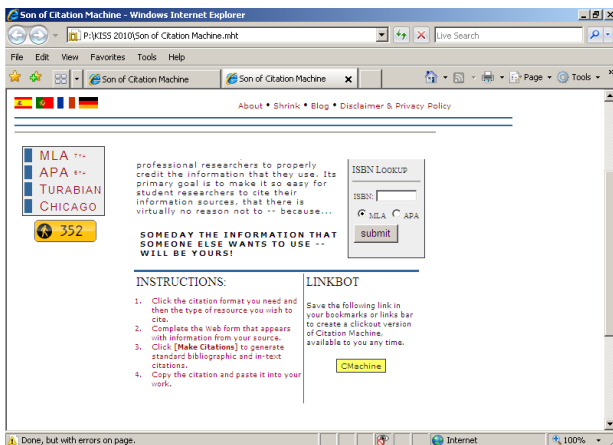 Son of Citation Machine - Windows Internet Explorer
P:\KISS 2010\Son of Citation Machine.mht
Live Search
File Edit View Favorites Tools Help
Son of Citation Machine
Son of Citation Machine
Page
Tools
About • Shrink • Blog • Disclaimer & Privacy Policy
MLA 7TH
APA 6TH
TURABIAN
CHICAGO
352
professional researchers to properly
credit the information that they use. Its
primary goal is to make it so easy for
student researchers to cite their
information sources, that there is
virtually no reason not to -- because...
SOMEDAY THE INFORMATION THAT
SOMEONE ELSE WANTS TO USE --
WILL BE YOURS!
ISBN LOOKUP
ISBN:
MLA APA
submit
INSTRUCTIONS:
1. Click the citation format you need and
then the type of resource you wish to
cite.
2. Complete the Web form that appears
with information from your source.
3. Click [Make Citations] to generate
standard bibliographic and in-text
citations.
4. Copy the citation and paste it into your
work.
LINKBOT
Save the following link in
your bookmarks or links bar
to create a clickout version
of Citation Machine,
available to you any time.
CMachine
Done, but with errors on page.
Internet
100%